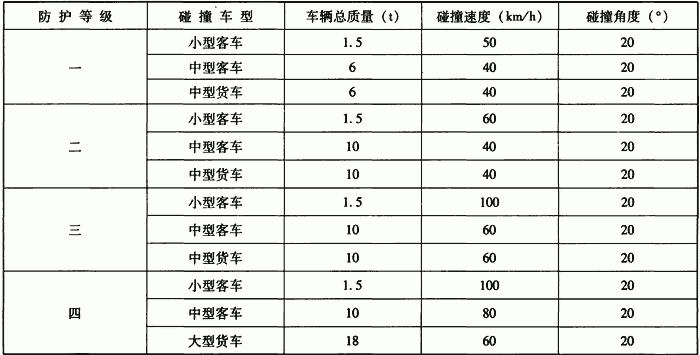 防护等级 碰撞车型 车辆总质量（t） 碰撞速度（km/h） 碰撞角度（°）
一 小型客车 1.5 50 20
中型客车 6 40 20
中型货车 6 40 20
二 小型客车 1.5 60 20
中型客车 10 40 20
中型货车 10 40 20
三 小型客车 1.5 100 20
中型客车 10 60 20
中型货车 10 60 20
四 小型客车 1.5 100 20
中型客车 10 80 20
大型货车 18 60 20